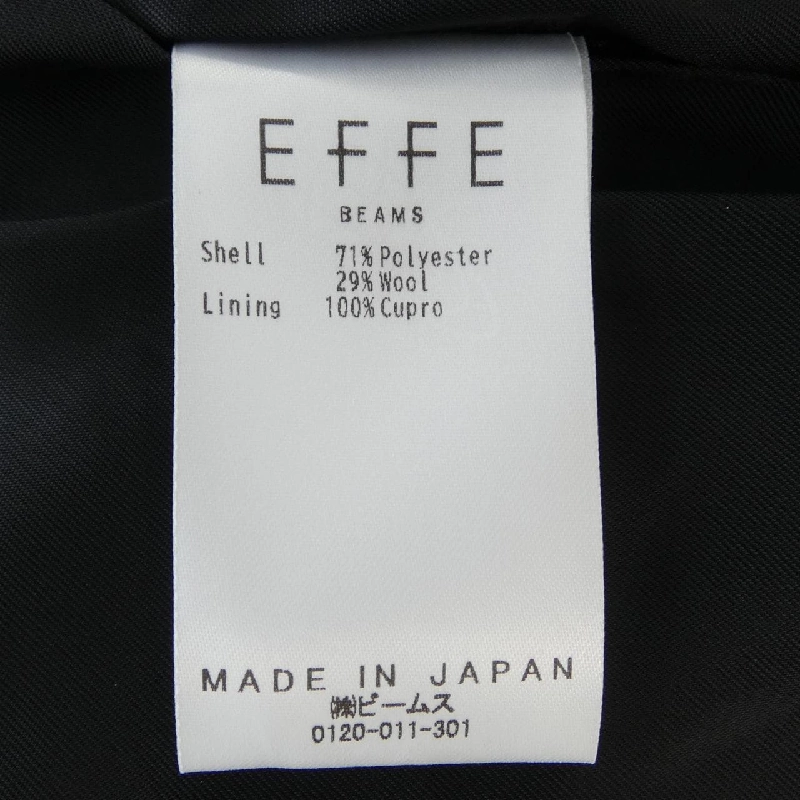 EFFE
BEAMS
Shell 71% Polyester
29% Wool
Lining 100% Cupro
MADE IN JAPAN
㈱ビームス
0120-011-301